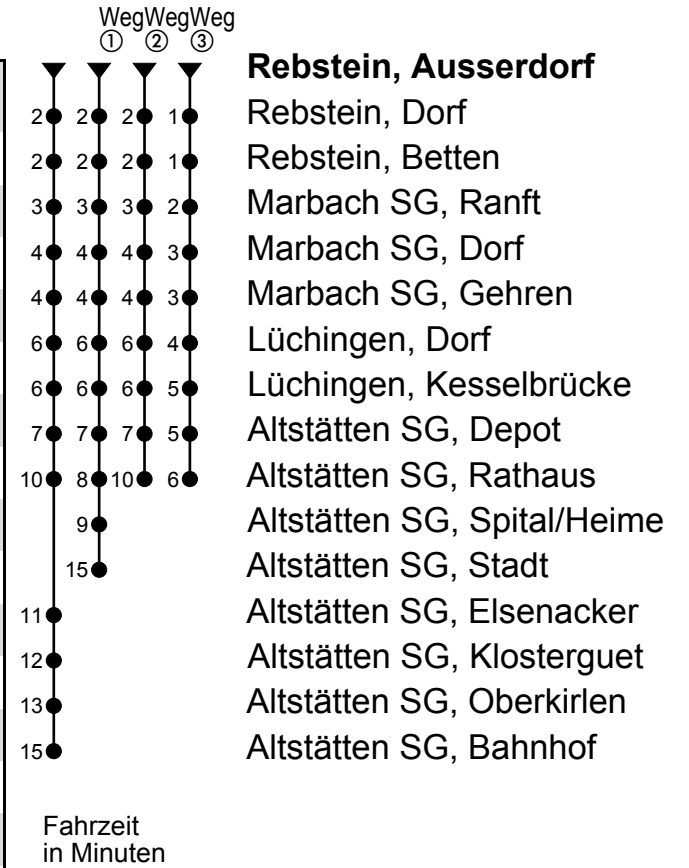 WegWegWeg
① ② ③
Rebstein, Ausserdorf
2 2 2 1 Rebstein, Dorf
2 2 2 1 Rebstein, Betten
3 3 3 2 Marbach SG, Ranft
4 4 4 3 Marbach SG, Dorf
4 4 4 3 Marbach SG, Gehren
6 6 6 4 Lüchingen, Dorf
6 6 6 5 Lüchingen, Kesselbrücke
7 7 7 5 Altstätten SG, Depot
10 8 10 6 Altstätten SG, Rathaus
9 Altstätten SG, Spital/Heime
15 Altstätten SG, Stadt
11 Altstätten SG, Elsenacker
12 Altstätten SG, Klosterguet
13 Altstätten SG, Oberkirlen
15 Altstätten SG, Bahnhof
Fahrzeit
in Minuten